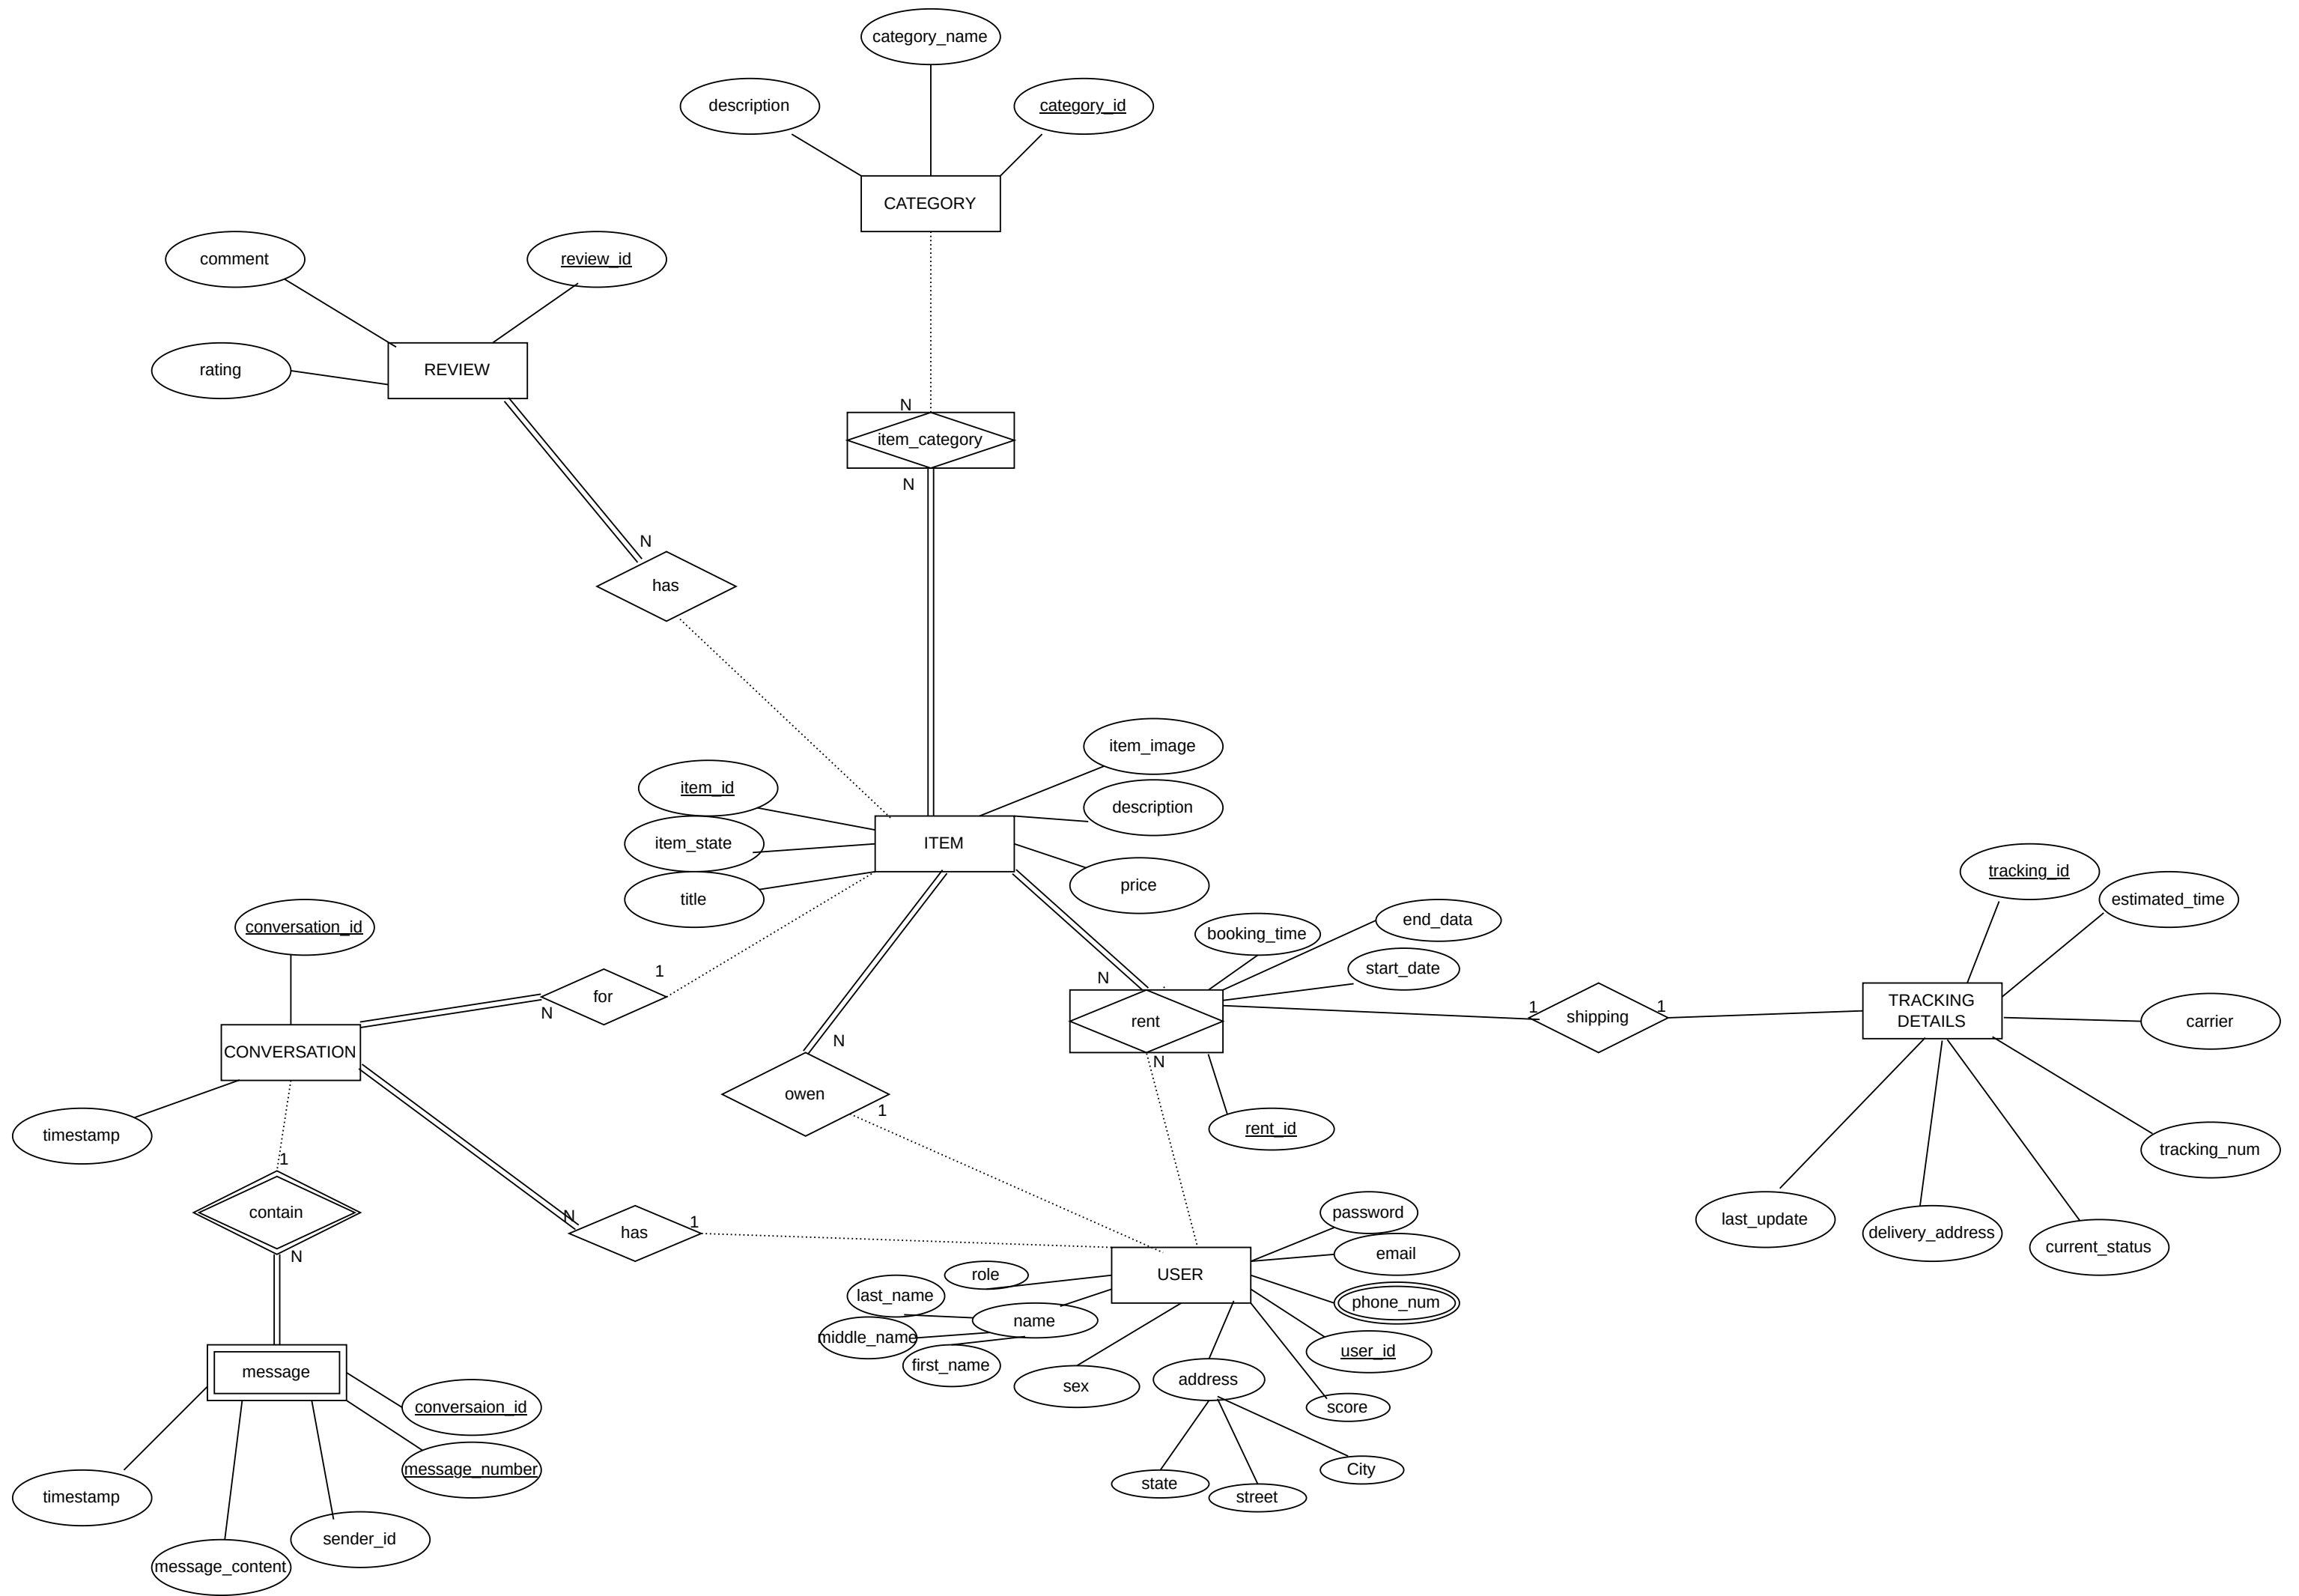 category_name
description
category_id
CATEGORY
comment
review_id
rating
REVIEW
N
item_category
N
N
has
item_image
item_id
description
item_state
ITEM
price
title
tracking_id
estimated_time
conversation_id
booking_time
end_data
start_date
1
for
N
N
rent
N
1
shipping
1
TRACKING
DETAILS
carrier
CONVERSATION
N
owen
1
timestamp
rent_id
tracking_num
1
contain
N
N
has
1
password
last_update
delivery_address
current_status
email
role
USER
last_name
phone_num
name
middle_name
user_id
first_name
message
sex
address
score
conversaion_id
message_number
timestamp
state
street
City
sender_id
message_content